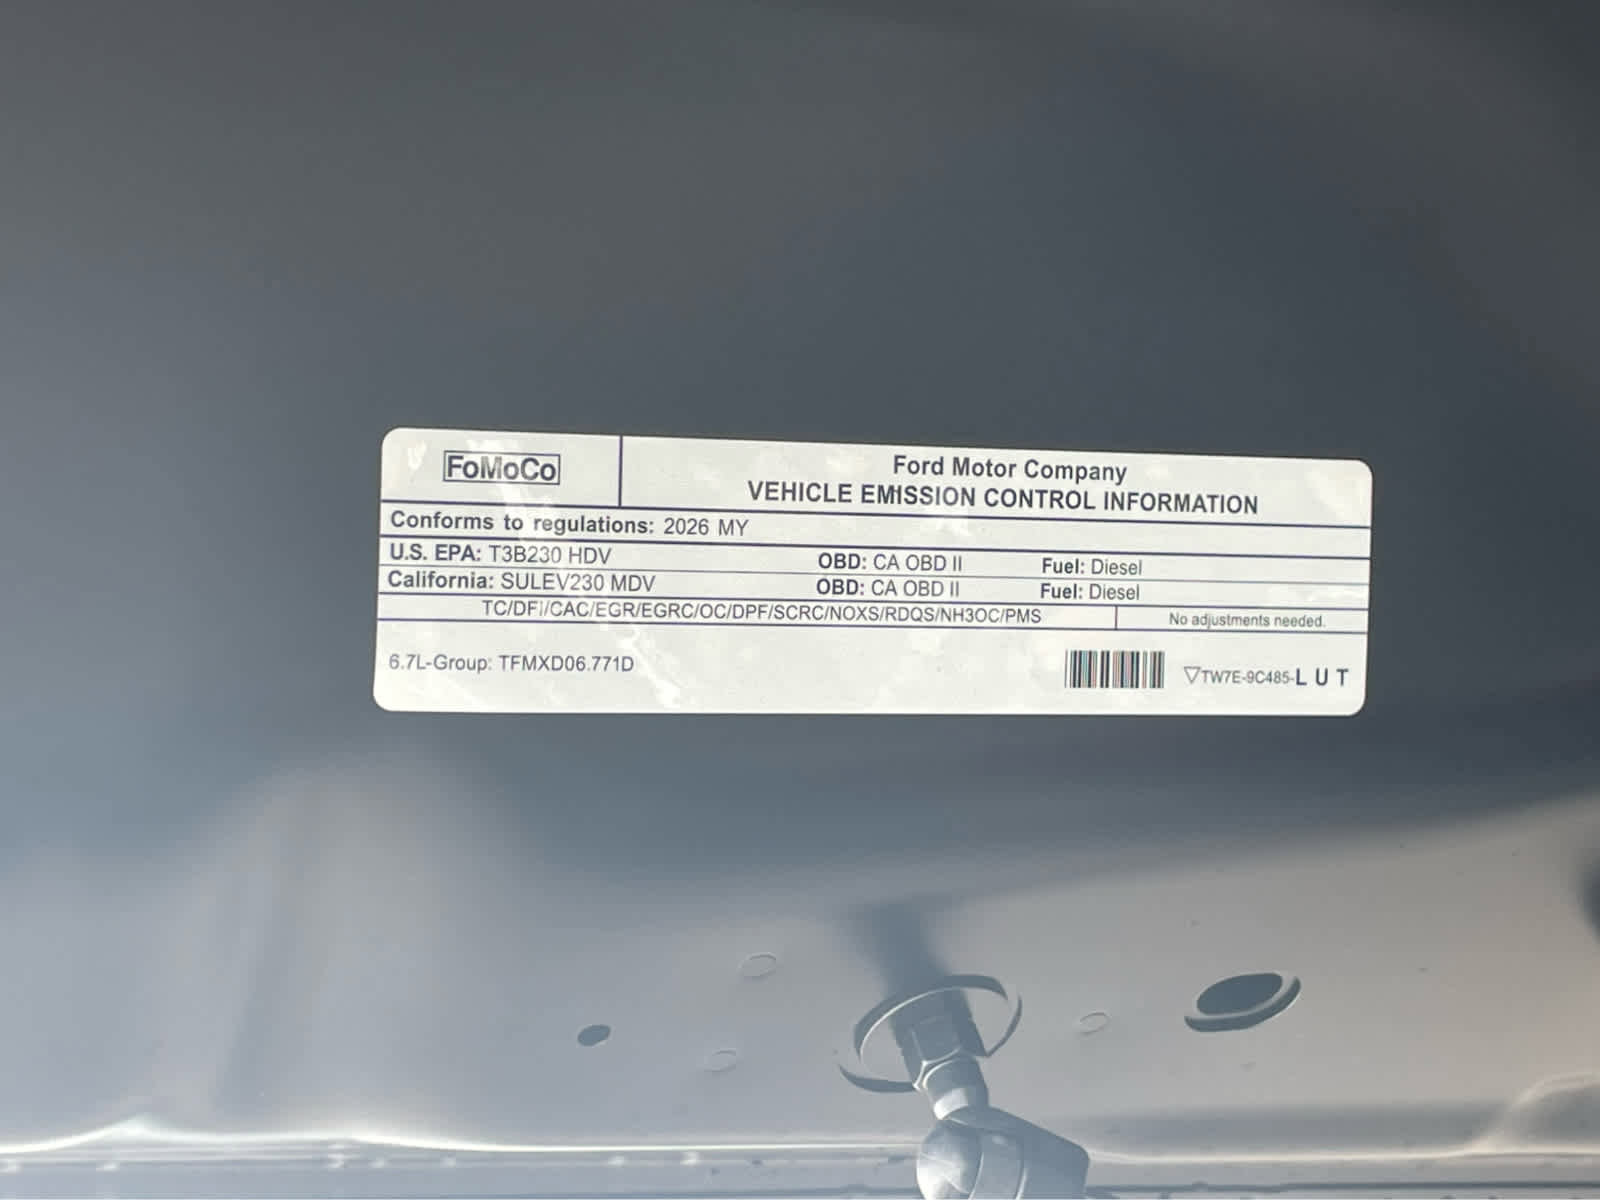 FoMoCo
Ford Motor Company
VEHICLE EMISSION CONTROL INFORMATION
Conforms to regulations: 2026 MY
U.S. EPA: T3B230 HDV OBD: CA OBD II Fuel: Diesel
California: SULEV230 MDV OBD: CA OBD II Fuel: Diesel
TC/DFI/CAC/EGR/EGRC/OC/DPF/SCRC/NOXS/RDQS/NH3OC/PMS No adjustments needed.
6.7L-Group: TFMXD06.771D ▽TW7E-9C485-L U T